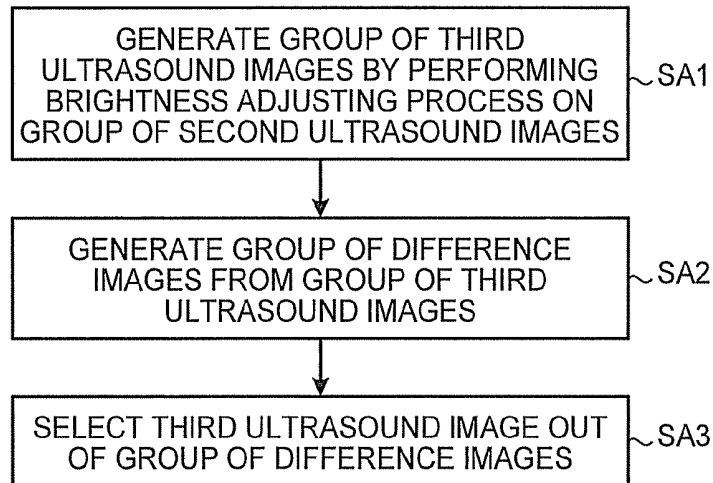 GENERATE GROUP OF THIRD
ULTRASOUND IMAGES BY PERFORMING
BRIGHTNESS ADJUSTING PROCESS ON
GROUP OF SECOND ULTRASOUND IMAGES
SA1
GENERATE GROUP OF DIFFERENCE
IMAGES FROM GROUP OF THIRD
ULTRASOUND IMAGES
SA2
SELECT THIRD ULTRASOUND IMAGE OUT
OF GROUP OF DIFFERENCE IMAGES
SA3